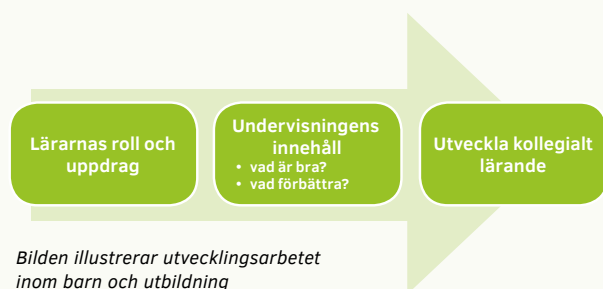 Lärarnas roll och
uppdrag
Undervisningens
innehåll
• vad är bra?
• vad förbättra?
Utveckla kollegialt
lärande
Bilden illustrerar utvecklingsarbetet
inom barn och utbildning